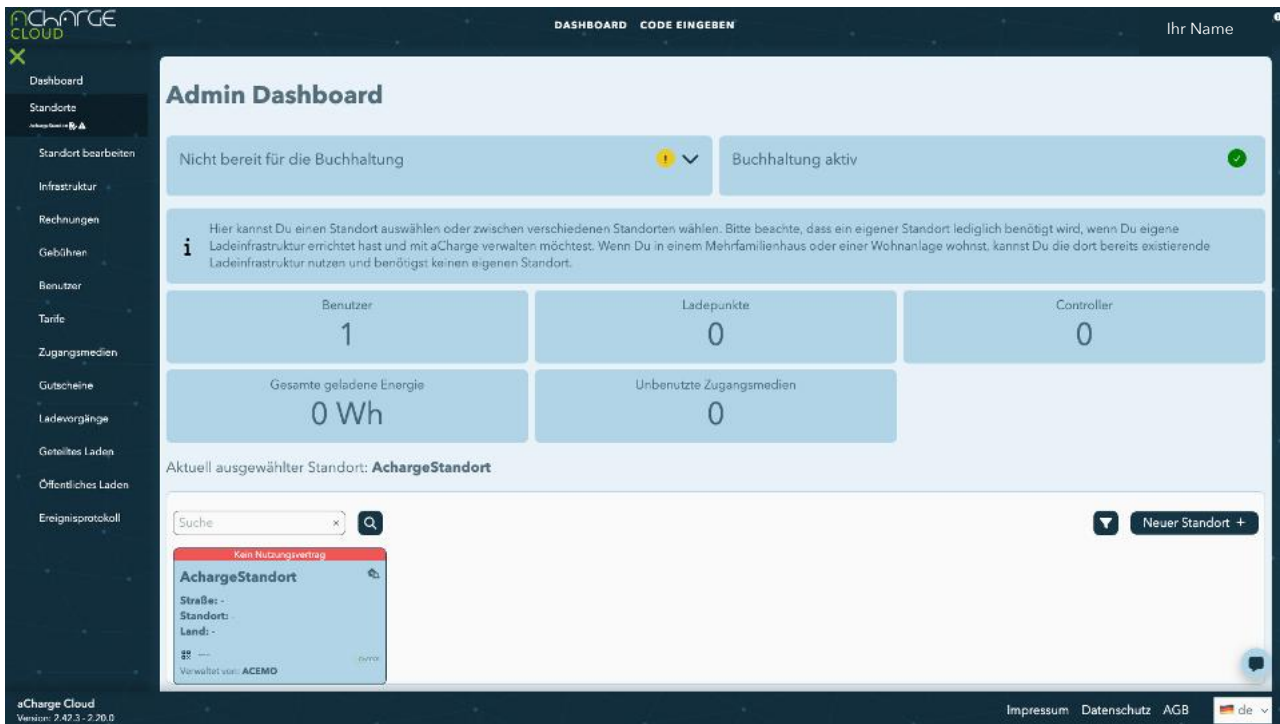 aCHARGE
CLOUD
DASHBOARD CODE EINGEBEN
Ihr Name
Dashboard
Standorte
Standort bearbeiten
Infrastruktur
Rechnungen
Gebühren
Benutzer
Tarife
Zugangsmedien
Gutscheine
Ladevorgänge
Geteiltes Laden
Öffentliches Laden
Ereignisprotokoll
Admin Dashboard
Nicht bereit für die Buchhaltung
Buchhaltung aktiv
Hier kannst Du einen Standort auswählen oder zwischen verschiedenen Standorten wählen. Bitte beachte, dass ein eigener Standort lediglich benötigt wird, wenn Du eigene
Ladeinfrastruktur errichtet hast und mit aCharge verwalten möchtest. Wenn Du in einem Mehrfamilienhaus oder einer Wohnanlage wohnst, kannst Du die dort bereits existierende
Ladeinfrastruktur nutzen und benötigst keinen eigenen Standort.
Benutzer
1
Ladepunkte
0
Controller
0
Gesamte geladene Energie
0 Wh
Unbenutzte Zugangsmedien
0
Aktuell ausgewählter Standort: AchargeStandort
Suche ×
Neuer Standort +
Kein Nutzungsvertrag
AchargeStandort
Straße: -
Standort:
Land: -
Verwaltet von: ACEMO
aCharge Cloud
Version: 2.42.3 - 2.20.0
Impressum Datenschutz AGB
de